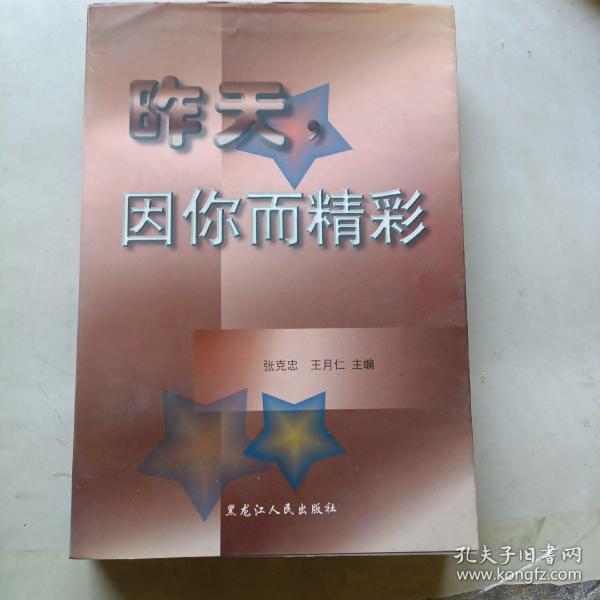 昨天，
因你而精彩
张克忠 王月仁 主编
黑龙江人民出版社
孔夫子旧书网
www.kongfz.com